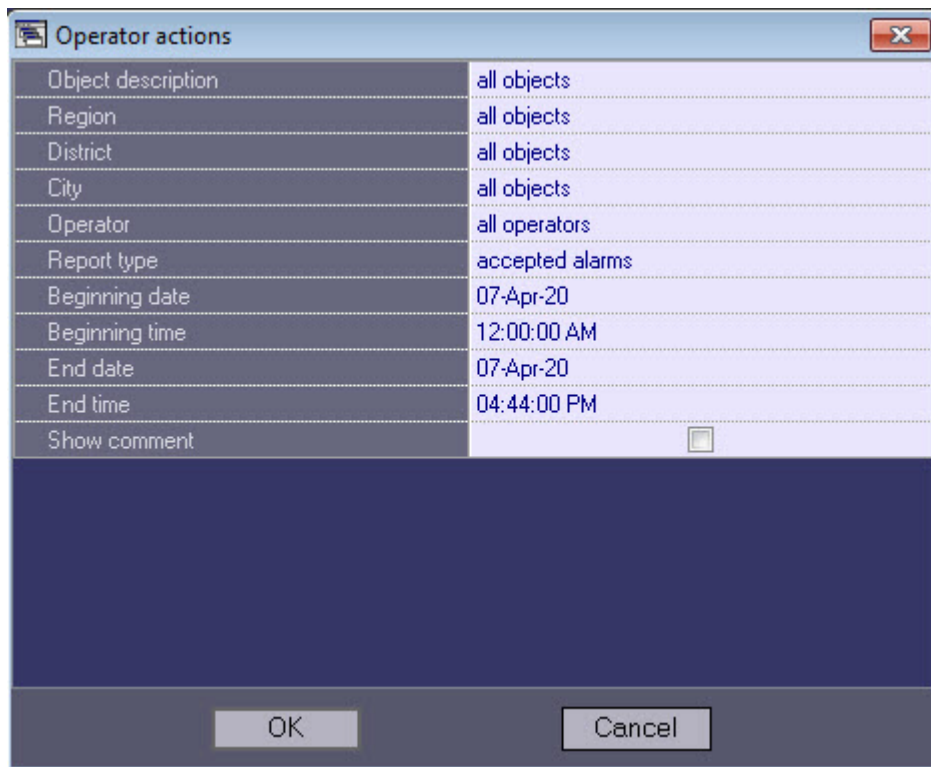 Operator actions
Object description all objects
Region all objects
District all objects
City all objects
Operator all operators
Report type accepted alarms
Beginning date 07-Apr-20
Beginning time 12:00:00 AM
End date 07-Apr-20
End time 04:44:00 PM
Show comment
OK Cancel